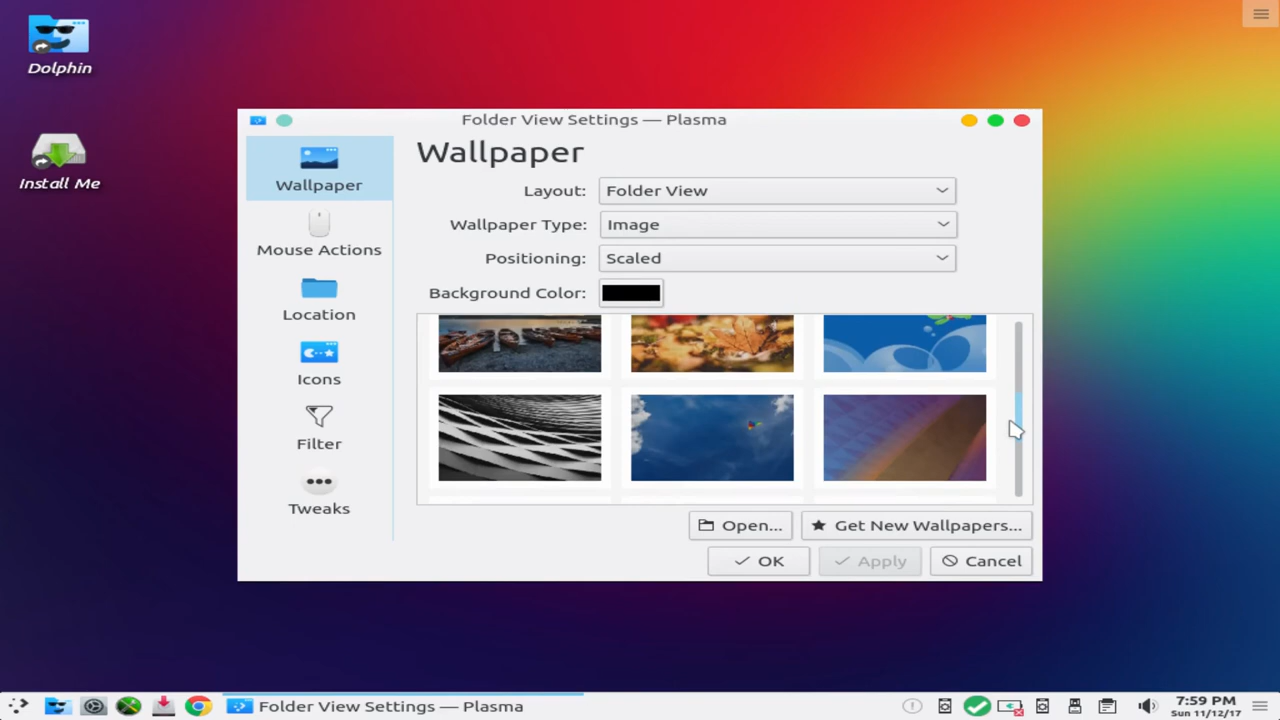 Dolphin
Install Me
Folder View Settings — Plasma
Wallpaper
Mouse Actions
Location
Icons
Filter
Tweaks
Wallpaper
Layout: Folder View
Wallpaper Type: Image
Positioning: Scaled
Background Color:
Open...
Get New Wallpapers...
OK
Apply
Cancel
Folder View Settings — Plasma
7:59 PM
Sun 11/12/17